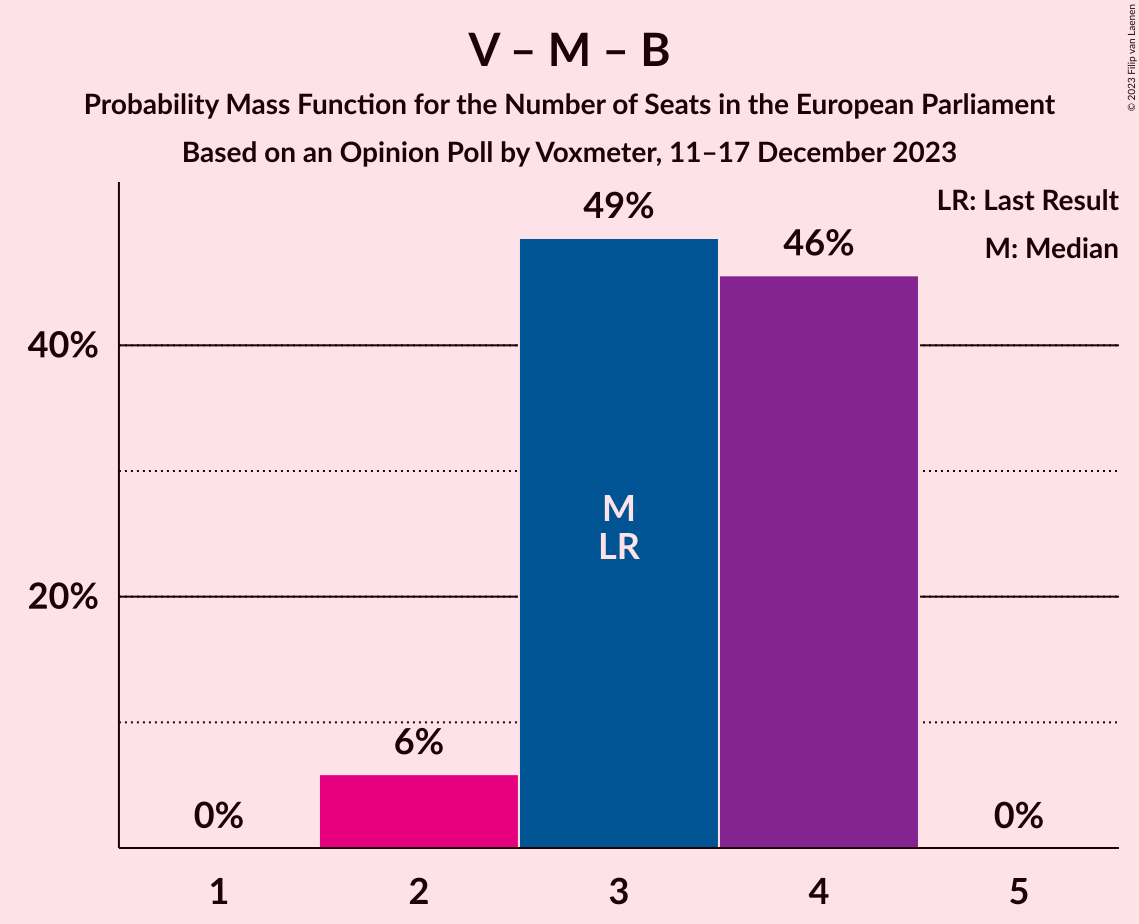 V – M – B
Probability Mass Function for the Number of Seats in the European Parliament
Based on an Opinion Poll by Voxmeter, 11–17 December 2023
© 2023 Filip van Laenen
LR: Last Result
M: Median
49%
46%
40%
M
LR
20%
6%
0%
0%
1 2 3 4 5